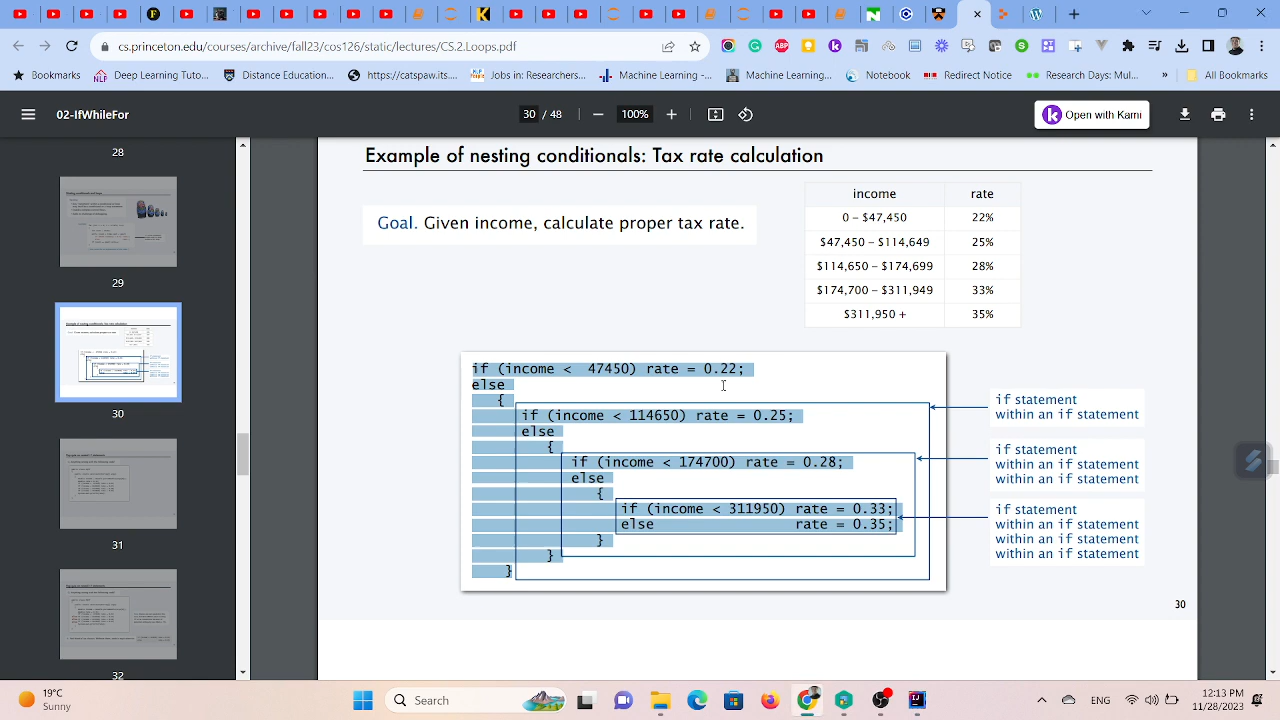 cs.princeton.edu/courses/archive/fall23/cos126/static/lectures/CS.2.Loops.pdf
Bookmarks
Deep Learning Tuto...
Distance Education...
https://catspaw.its....
Jobs in: Researchers...
Machine Learning -...
Machine Learning...
Notebook
Redirect Notice
Research Days: Mul...
»
All Bookmarks
02-IfWhileFor
30 / 48
100%
Open with Kami
28
29
30
31
32
Example of nesting conditionals: Tax rate calculation
Goal. Given income, calculate proper tax rate.
income rate
0 – $47,450 22%
$47,450 – $114,649 25%
$114,650 – $174,699 28%
$174,700 – $311,949 33%
$311,950 + 35%
if (income < 47450) rate = 0.22;
else
{
if (income < 114650) rate = 0.25;
else
{
if (income < 174700) rate = 0.28;
else
{
if (income < 311950) rate = 0.33;
else rate = 0.35;
}
}
}
if statement
within an if statement
if statement
within an if statement
within an if statement
if statement
within an if statement
within an if statement
within an if statement
30
19°C
Sunny
Search
ENG
12:13 PM
11/28/2023